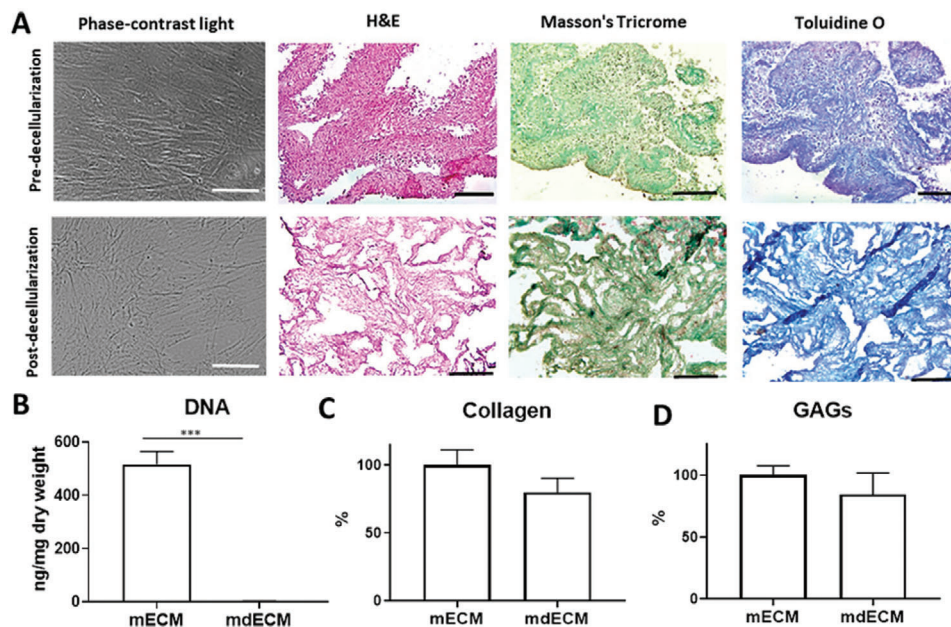 A
Phase-contrast light
H&E
Masson's Tricrome
Toluidine O
Pre-decellularization
Post-decellularization
B
DNA
ng/mg dry weight
600
400
200
0
***
mECM
mdECM
C
Collagen
%
100
50
0
mECM
mdECM
D
GAGs
%
100
50
0
mECM
mdECM